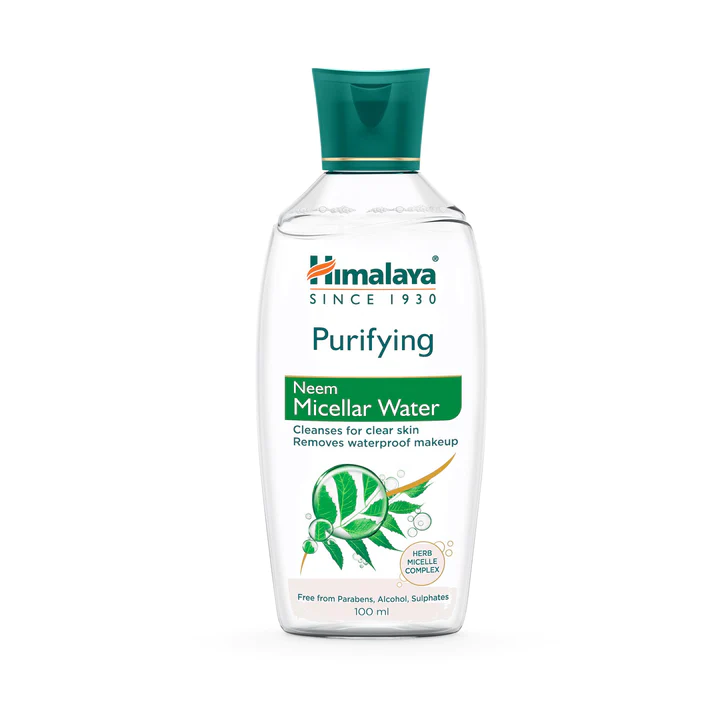 Himalaya®
SINCE 1930
Purifying
Neem
Micellar Water
Cleanses for clear skin
Removes waterproof makeup
HERB
MICELLE
COMPLEX
Free from Parabens, Alcohol, Sulphates
100 ml